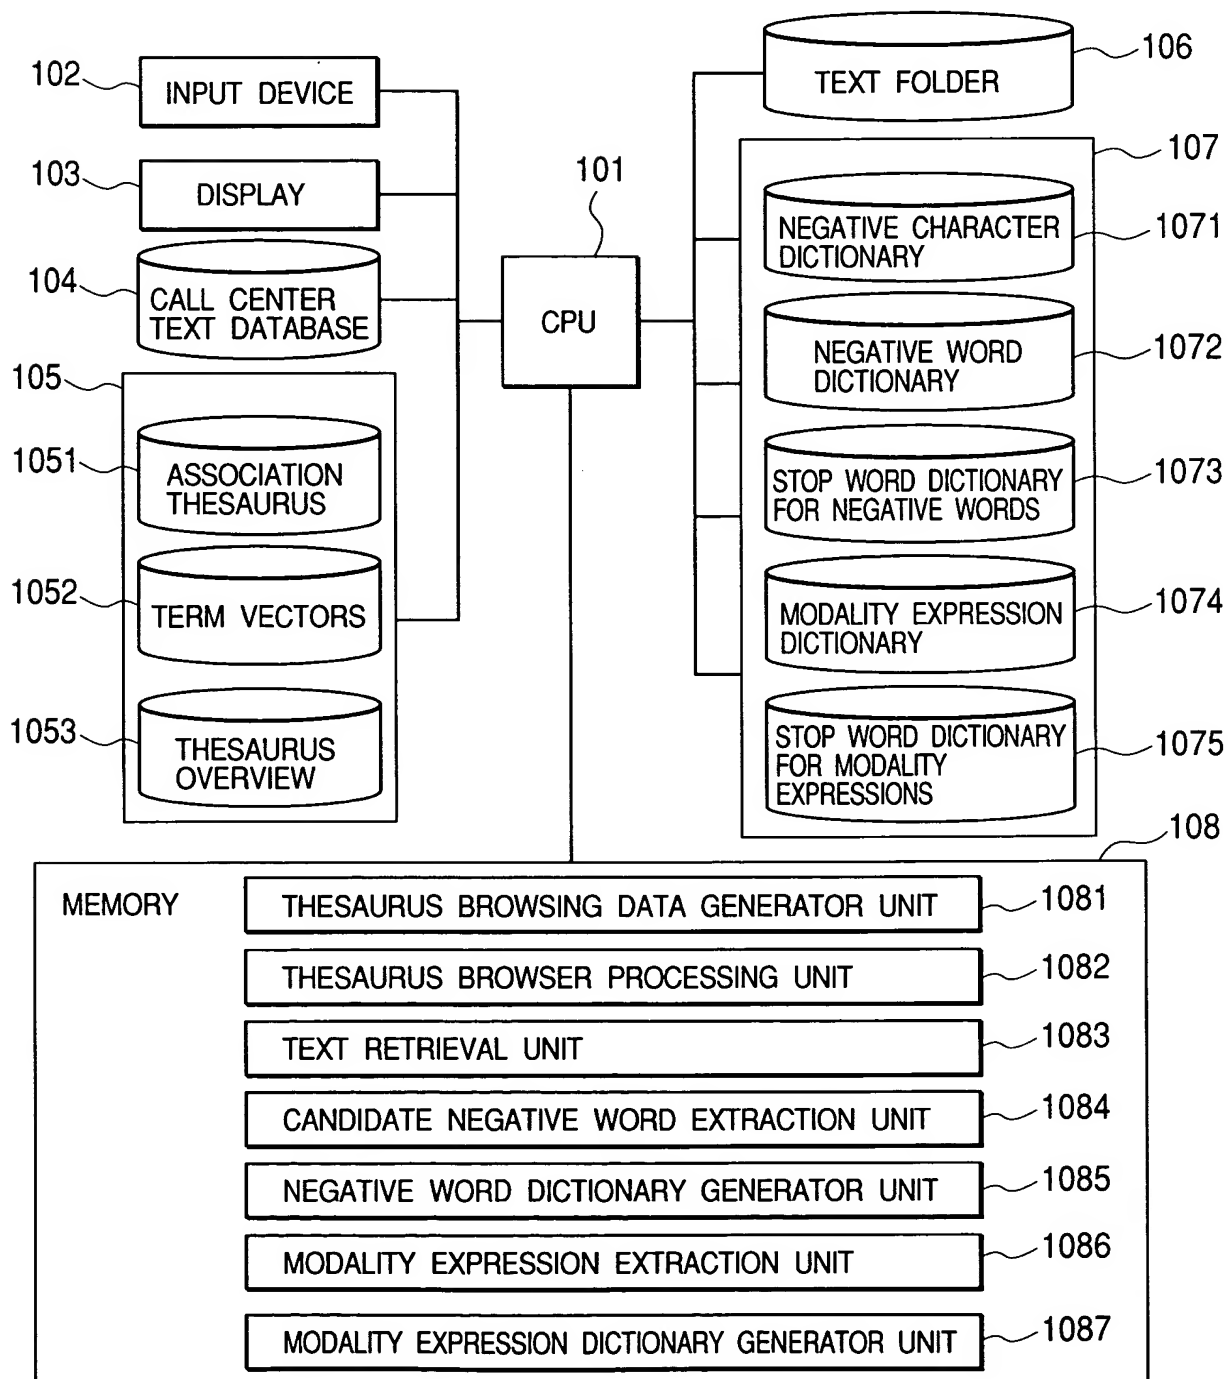 102
INPUT DEVICE
103
DISPLAY
104
CALL CENTER
TEXT DATABASE
105
1051
ASSOCIATION
THESAURUS
1052
TERM VECTORS
1053
THESAURUS
OVERVIEW
101
CPU
106
TEXT FOLDER
107
NEGATIVE CHARACTER
DICTIONARY
1071
NEGATIVE WORD
DICTIONARY
1072
STOP WORD DICTIONARY
FOR NEGATIVE WORDS
1073
MODALITY EXPRESSION
DICTIONARY
1074
STOP WORD DICTIONARY
FOR MODALITY
EXPRESSIONS
1075
108
MEMORY
THESAURUS BROWSING DATA GENERATOR UNIT
1081
THESAURUS BROWSER PROCESSING UNIT
1082
TEXT RETRIEVAL UNIT
1083
CANDIDATE NEGATIVE WORD EXTRACTION UNIT
1084
NEGATIVE WORD DICTIONARY GENERATOR UNIT
1085
MODALITY EXPRESSION EXTRACTION UNIT
1086
MODALITY EXPRESSION DICTIONARY GENERATOR UNIT
1087